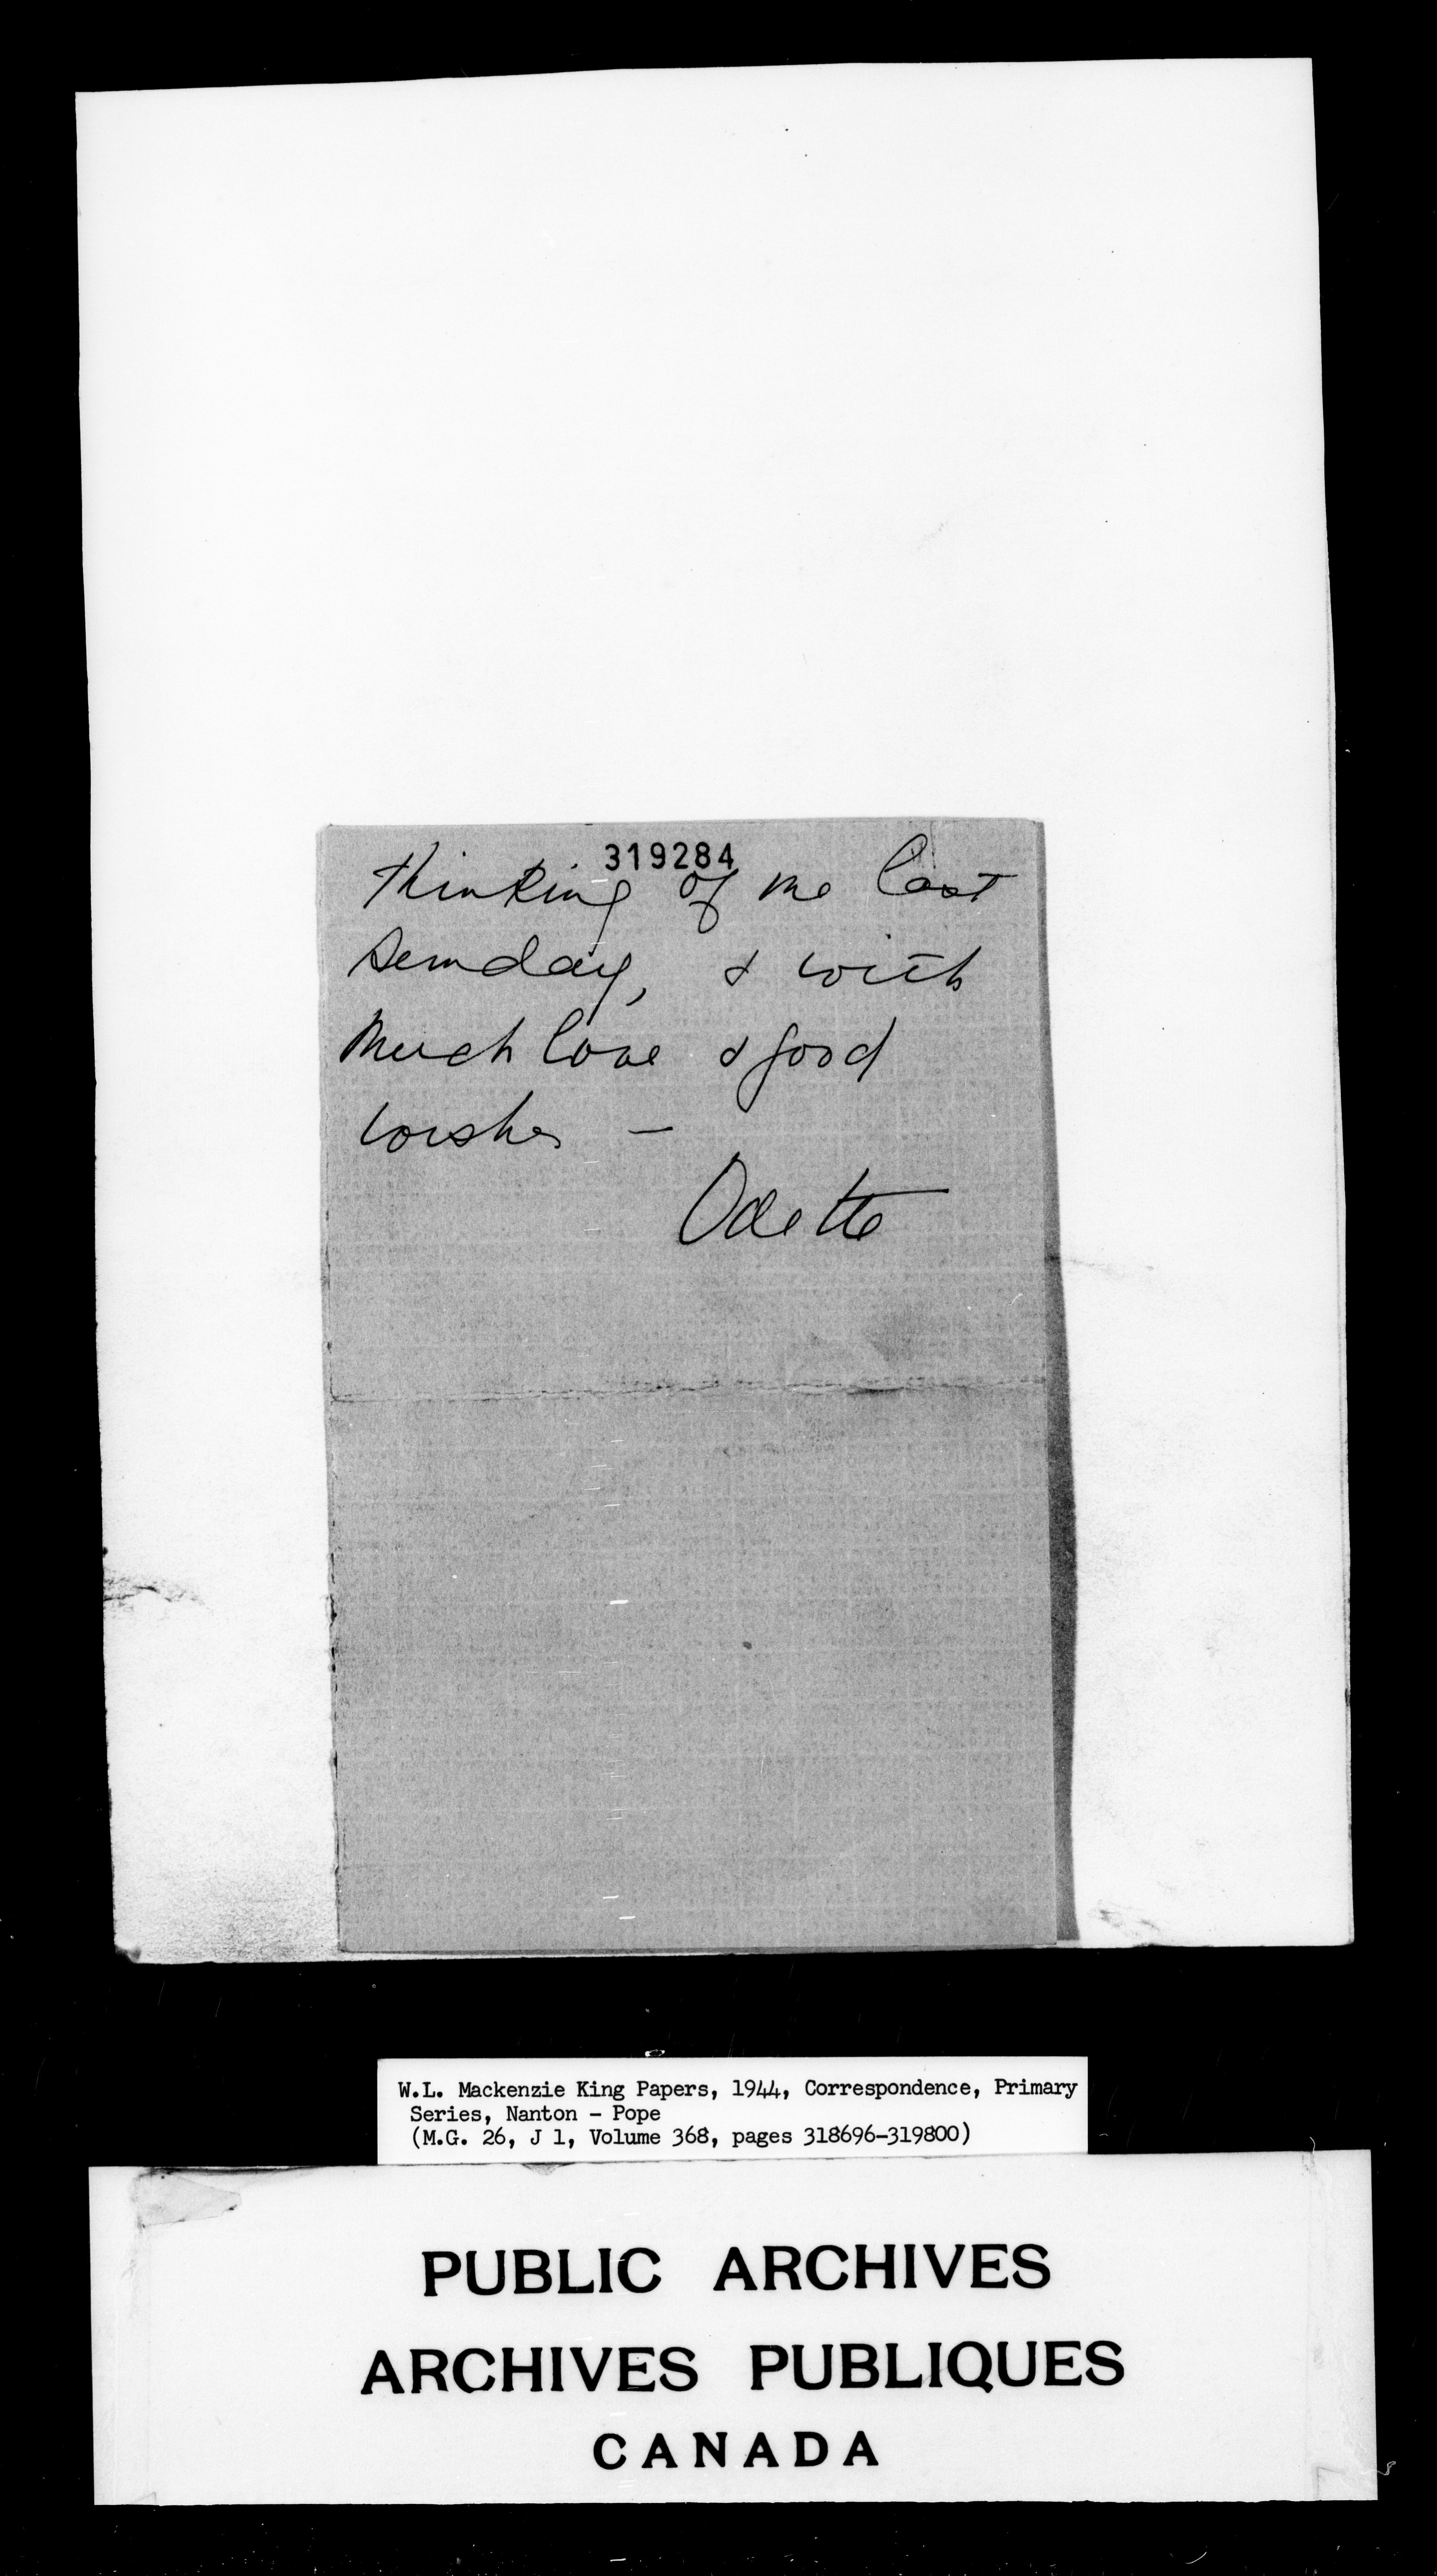 319284
thinking of me last
Sunday, & with
much love & good
wishes —
Odette
W.L. Mackenzie King Papers, 1944, Correspondence, Primary
Series, Nanton - Pope
(M.G. 26, J 1, Volume 368, pages 318696-319800)
PUBLIC ARCHIVES
ARCHIVES PUBLIQUES
CANADA